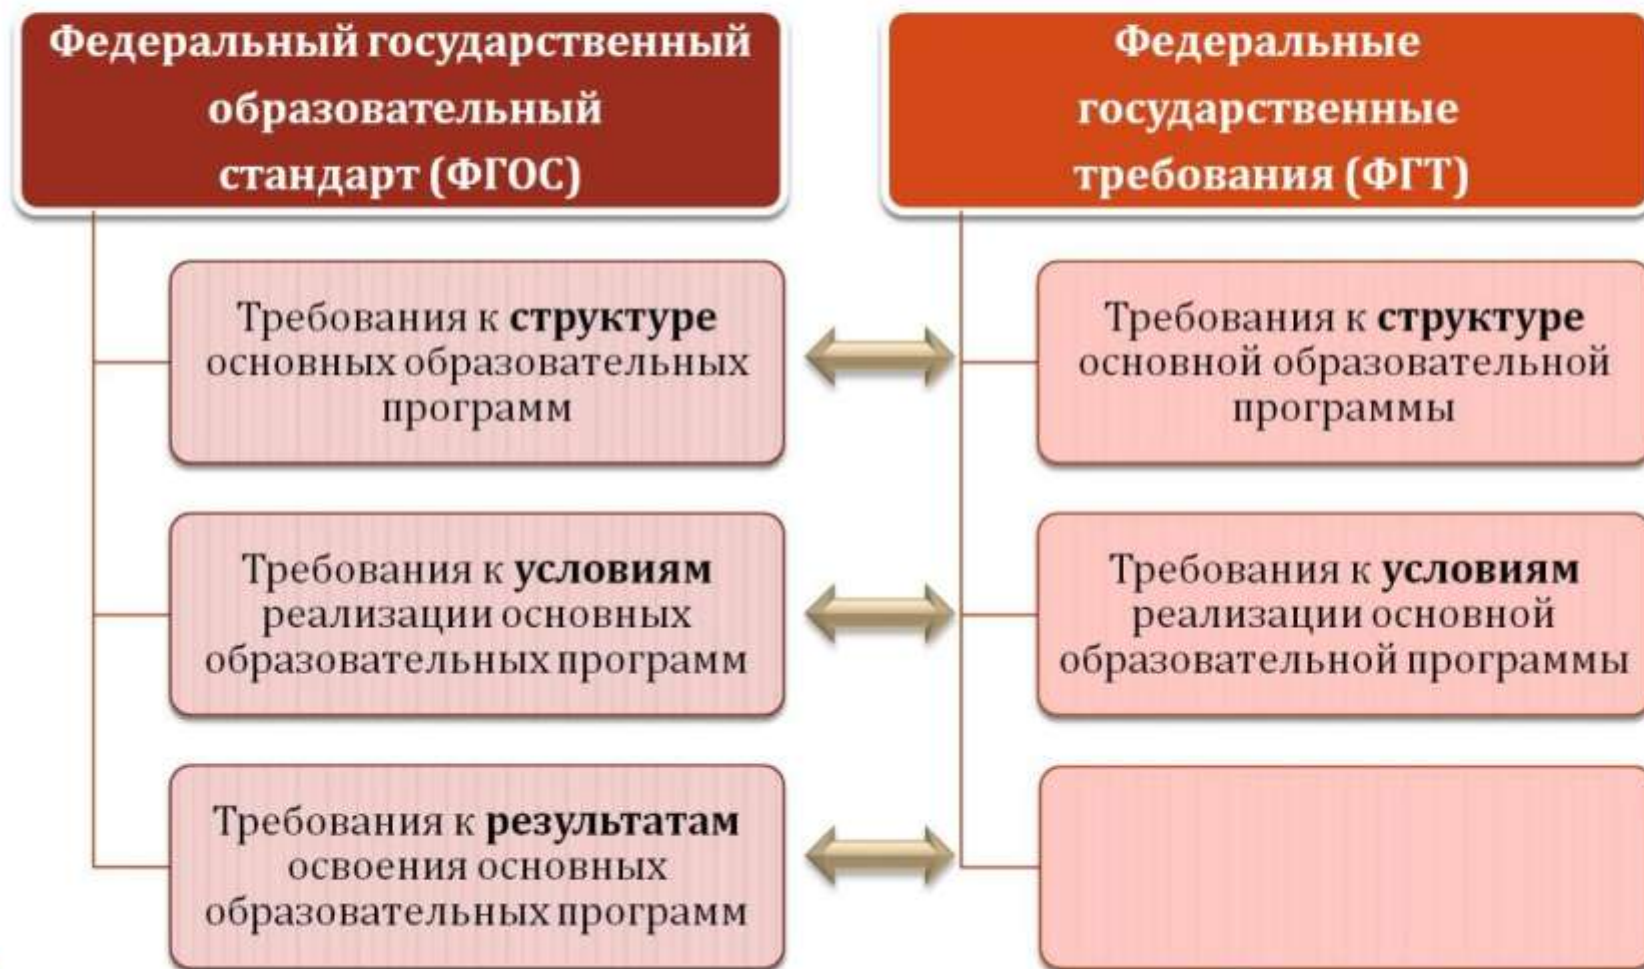 Федеральный государственный
образовательный
стандарт (ФГОС)
Требования к структуре
основных образовательных
программ
Требования к условиям
реализации основных
образовательных программ
Требования к результатам
освоения основных
образовательных программ
Федеральные
государственные
требования (ФГТ)
Требования к структуре
основной образовательной
программы
Требования к условиям
реализации основной
образовательной программы